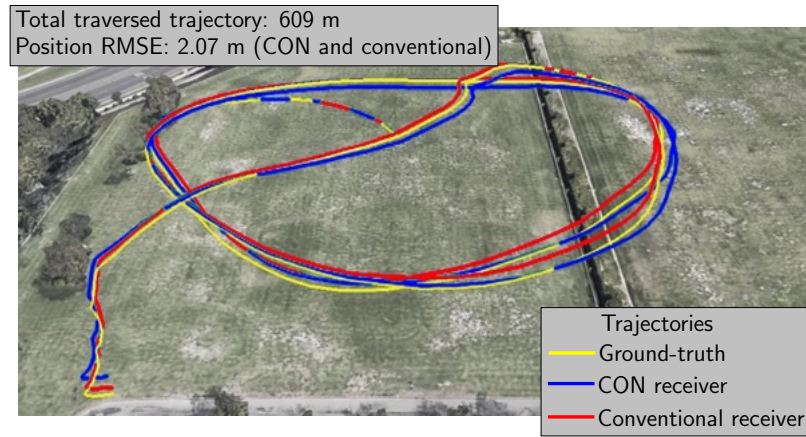 Total traversed trajectory: 609 m
Position RMSE: 2.07 m (CON and conventional)
Trajectories
Ground-truth
CON receiver
Conventional receiver